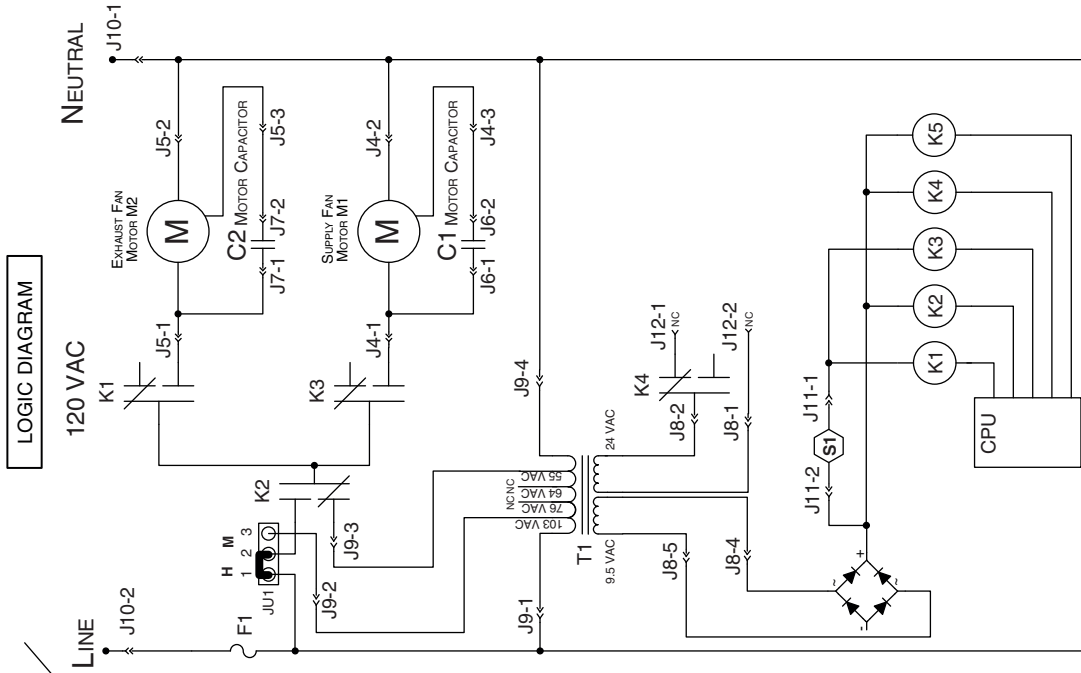 LOGIC DIAGRAM
120 VAC
LINE
J10-2
NEUTRAL
J10-1
F1
H M
1 2 3
JU1
K2
J9-3
J9-2
K1
J5-1
EXHAUST FAN
MOTOR M2
M
J5-2
C2 MOTOR CAPACITOR
J7-1
J7-2
J5-3
K3
J4-1
SUPPLY FAN
MOTOR M1
M
J4-2
C1 MOTOR CAPACITOR
J6-1
J6-2
J4-3
J9-1
103 VAC
76 VAC
64 VAC
55 VAC
NC NC
J9-4
T1
9.5 VAC
24 VAC
J8-5
J8-4
J8-2
J8-1
K4
J12-1
NC
J12-2
NC
- +
~ ~
J11-2
S1
J11-1
CPU
K1
K2
K3
K4
K5